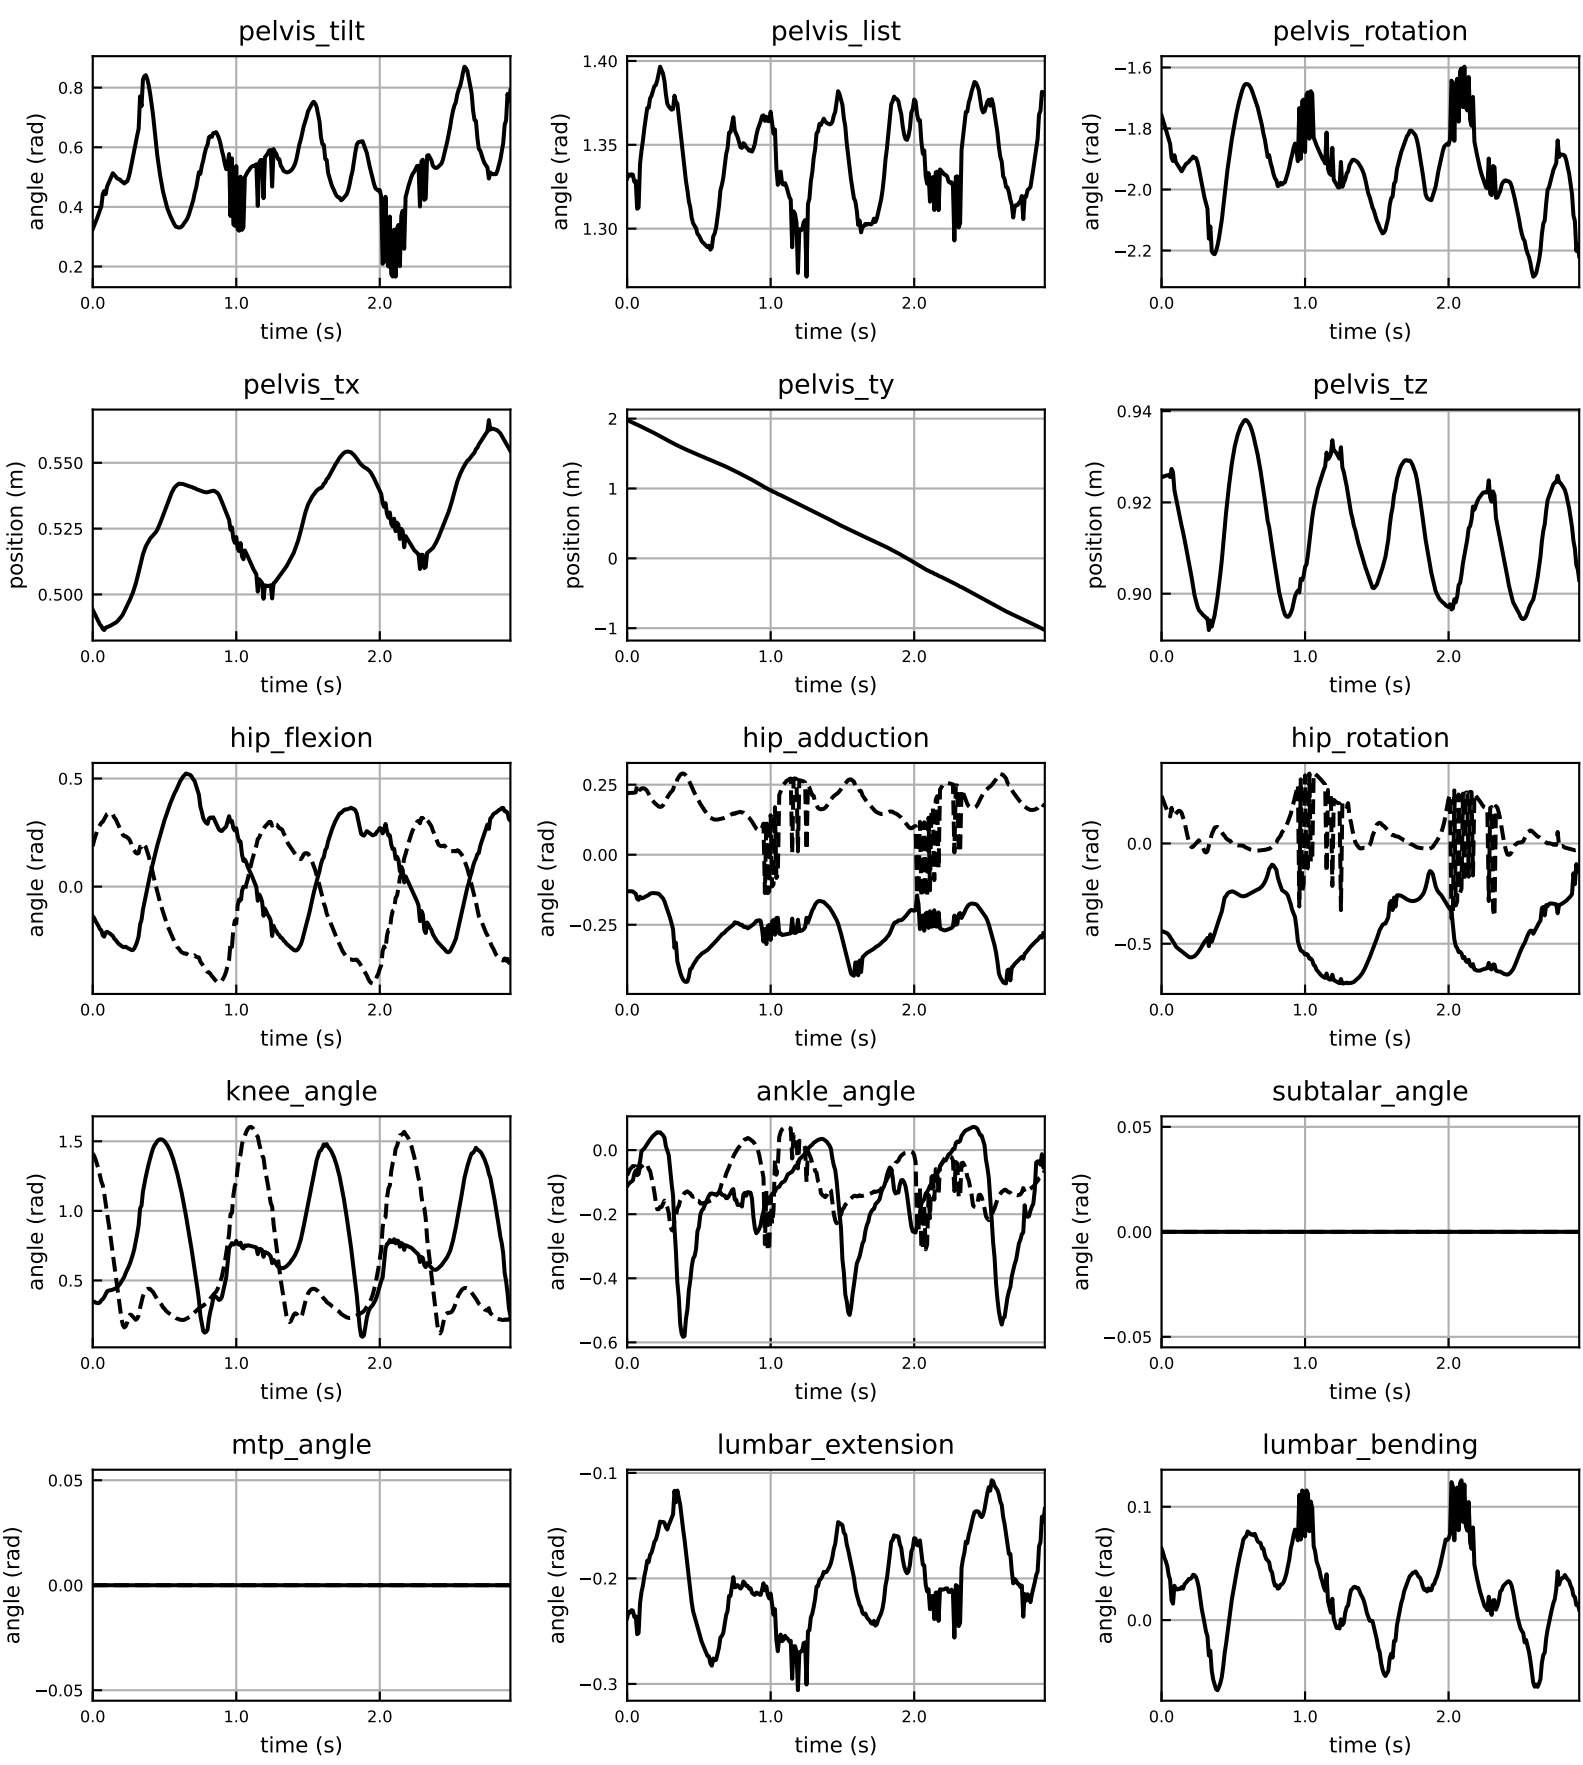 pelvis_tilt
angle (rad)
0.8
0.6
0.4
0.2
0.0 1.0 2.0
time (s)
pelvis_list
angle (rad)
1.40
1.35
1.30
0.0 1.0 2.0
time (s)
pelvis_rotation
angle (rad)
−1.6
−1.8
−2.0
−2.2
0.0 1.0 2.0
time (s)
pelvis_tx
position (m)
0.550
0.525
0.500
0.0 1.0 2.0
time (s)
pelvis_ty
position (m)
2
1
0
−1
0.0 1.0 2.0
time (s)
pelvis_tz
position (m)
0.94
0.92
0.90
0.0 1.0 2.0
time (s)
hip_flexion
angle (rad)
0.5
0.0
0.0 1.0 2.0
time (s)
hip_adduction
angle (rad)
0.25
0.00
−0.25
0.0 1.0 2.0
time (s)
hip_rotation
angle (rad)
0.0
−0.5
0.0 1.0 2.0
time (s)
knee_angle
angle (rad)
1.5
1.0
0.5
0.0 1.0 2.0
time (s)
ankle_angle
angle (rad)
0.0
−0.2
−0.4
−0.6
0.0 1.0 2.0
time (s)
subtalar_angle
angle (rad)
0.05
0.00
−0.05
0.0 1.0 2.0
time (s)
mtp_angle
angle (rad)
0.05
0.00
−0.05
0.0 1.0 2.0
time (s)
lumbar_extension
angle (rad)
−0.1
−0.2
−0.3
0.0 1.0 2.0
time (s)
lumbar_bending
angle (rad)
0.1
0.0
0.0 1.0 2.0
time (s)